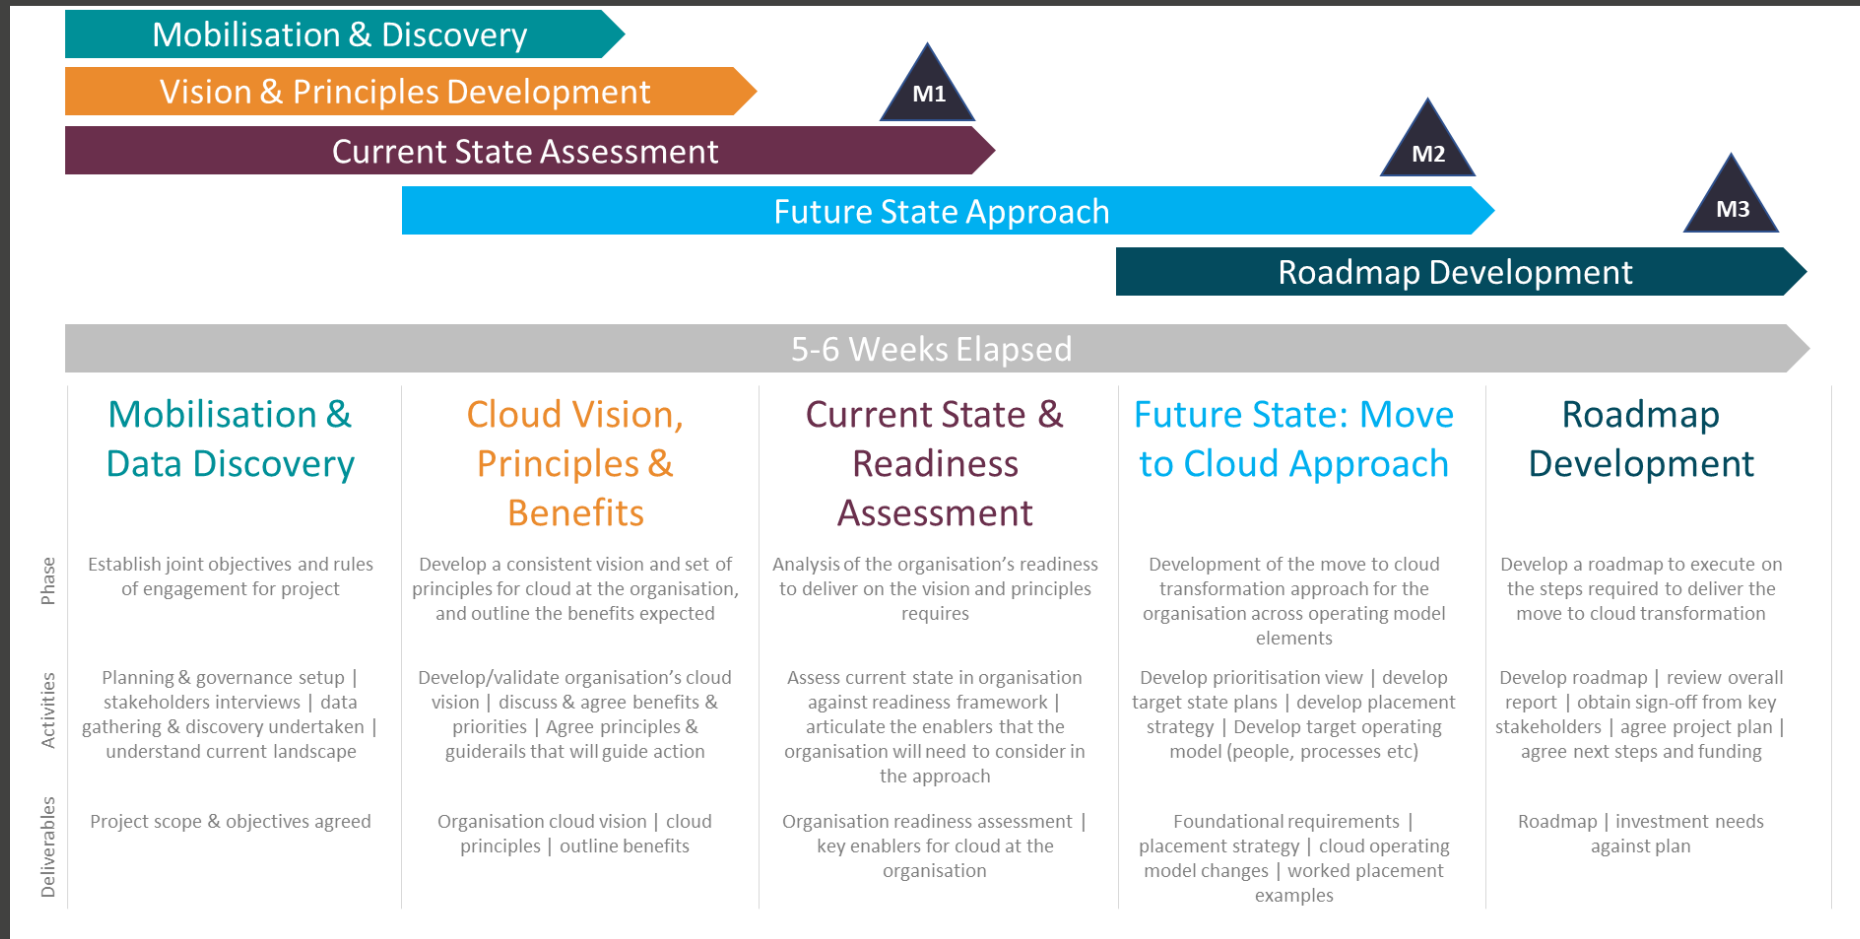 Mobilisation & Discovery
Vision & Principles Development
M1
Current State Assessment
M2
Future State Approach
M3
Roadmap Development
5-6 Weeks Elapsed
Mobilisation &
Data Discovery
Cloud Vision,
Principles &
Benefits
Current State &
Readiness
Assessment
Future State: Move
to Cloud Approach
Roadmap
Development
Phase
Establish joint objectives and rules
of engagement for project
Develop a consistent vision and set of
principles for cloud at the organisation,
and outline the benefits expected
Analysis of the organisation’s readiness
to deliver on the vision and principles
requires
Development of the move to cloud
transformation approach for the
organisation across operating model
elements
Develop a roadmap to execute on
the steps required to deliver the
move to cloud transformation
Activities
Planning & governance setup |
stakeholders interviews | data
gathering & discovery undertaken |
understand current landscape
Develop/validate organisation’s cloud
vision | discuss & agree benefits &
priorities | Agree principles &
guiderails that will guide action
Assess current state in organisation
against readiness framework |
articulate the enablers that the
organisation will need to consider in
the approach
Develop prioritisation view | develop
target state plans | develop placement
strategy | Develop target operating
model (people, processes etc)
Develop roadmap | review overall
report | obtain sign-off from key
stakeholders | agree project plan |
agree next steps and funding
Deliverables
Project scope & objectives agreed
Organisation cloud vision | cloud
principles | outline benefits
Organisation readiness assessment |
key enablers for cloud at the
organisation
Foundational requirements |
placement strategy | cloud operating
model changes | worked placement
examples
Roadmap | investment needs
against plan